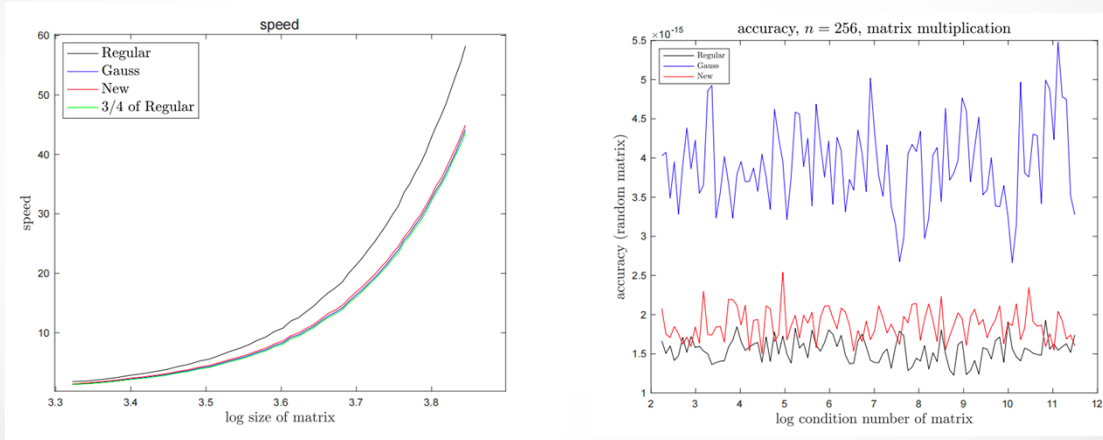 speed
60
50
40
30
20
10
speed
Regular
Gauss
New
3/4 of Regular
3.3 3.4 3.5 3.6 3.7 3.8
log size of matrix
×10^-15
accuracy, n = 256, matrix multiplication
5.5
5
4.5
4
3.5
3
2.5
2
1.5
1
accuracy (random matrix)
Regular
Gauss
New
2 3 4 5 6 7 8 9 10 11 12
log condition number of matrix